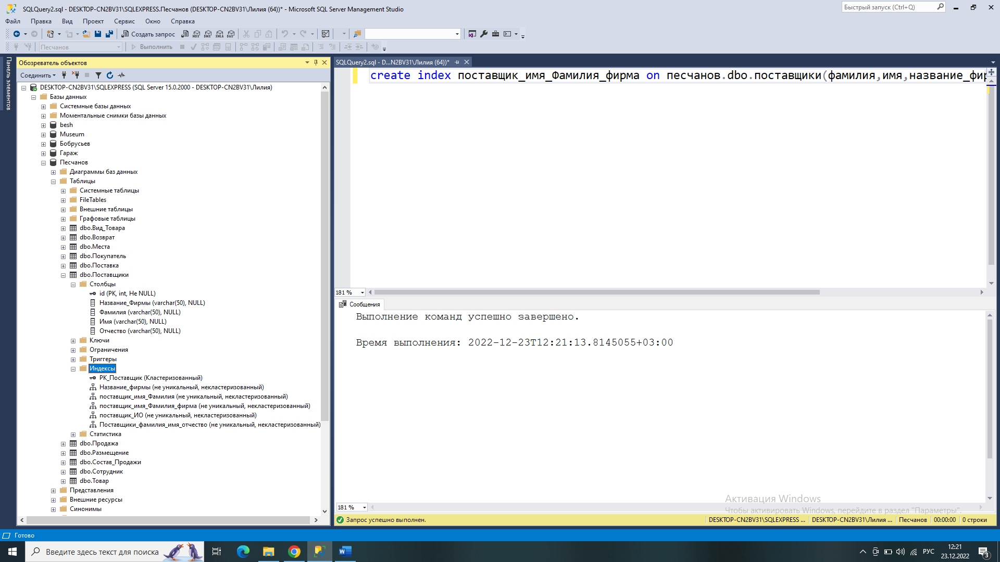 SQLQuery2.sql - DESKTOP-CN2BV31\SQLEXPRESS.Песчанов (DESKTOP-CN2BV31\Лилия (64))* - Microsoft SQL Server Management Studio
Быстрый запуск (Ctrl+Q)
Файл Правка Вид Проект Сервис Окно Справка
Создать запрос MDX DMX XMLA DAX
Песчанов Выполнить
Панель элементов
Обозреватель объектов
Соединить
DESKTOP-CN2BV31\SQLEXPRESS (SQL Server 15.0.2000 - DESKTOP-CN2BV31\Лилия)
Базы данных
Системные базы данных
Моментальные снимки базы данных
besh
Museum
Бобрусьев
Гараж
Песчанов
Диаграммы баз данных
Таблицы
Системные таблицы
FileTables
Внешние таблицы
Графовые таблицы
dbo.Вид_Товара
dbo.Возврат
dbo.Места
dbo.Покупатель
dbo.Поставка
dbo.Поставщики
Столбцы
id (PK, int, Не NULL)
Название_Фирмы (varchar(50), NULL)
Фамилия (varchar(50), NULL)
Имя (varchar(50), NULL)
Отчество (varchar(50), NULL)
Ключи
Ограничения
Триггеры
Индексы
PK_Поставщик (Кластеризованный)
Название_фирмы (не уникальный, некластеризованный)
поставщик_имя_Фамилия (не уникальный, некластеризованный)
поставщик_имя_Фамилия_фирма (не уникальный, некластеризованный)
поставщик_ИО (не уникальный, некластеризованный)
Поставщики_фамилия_имя_отчество (не уникальный, некластеризованный)
Статистика
dbo.Продажа
dbo.Размещение
dbo.Состав_Продажи
dbo.Сотрудник
dbo.Товар
Представления
Внешние ресурсы
Синонимы
SQLQuery2.sql - D...N2BV31\Лилия (64))*
create index поставщик_имя_Фамилия_фирма on песчанов.dbo.поставщики(фамилия,имя,название_фир
181 %
Сообщения
Выполнение команд успешно завершено.
Время выполнения: 2022-12-23T12:21:13.8145055+03:00
Активация Windows
Чтобы активировать Windows, перейдите в раздел "Параметры".
181 %
Запрос успешно выполнен. DESKTOP-CN2BV31\SQLEXPRESS ... DESKTOP-CN2BV31\Лилия ... Песчанов 00:00:00 0 строки
Готово
Введите здесь текст для поиска
РУС
12:21
23.12.2022
3